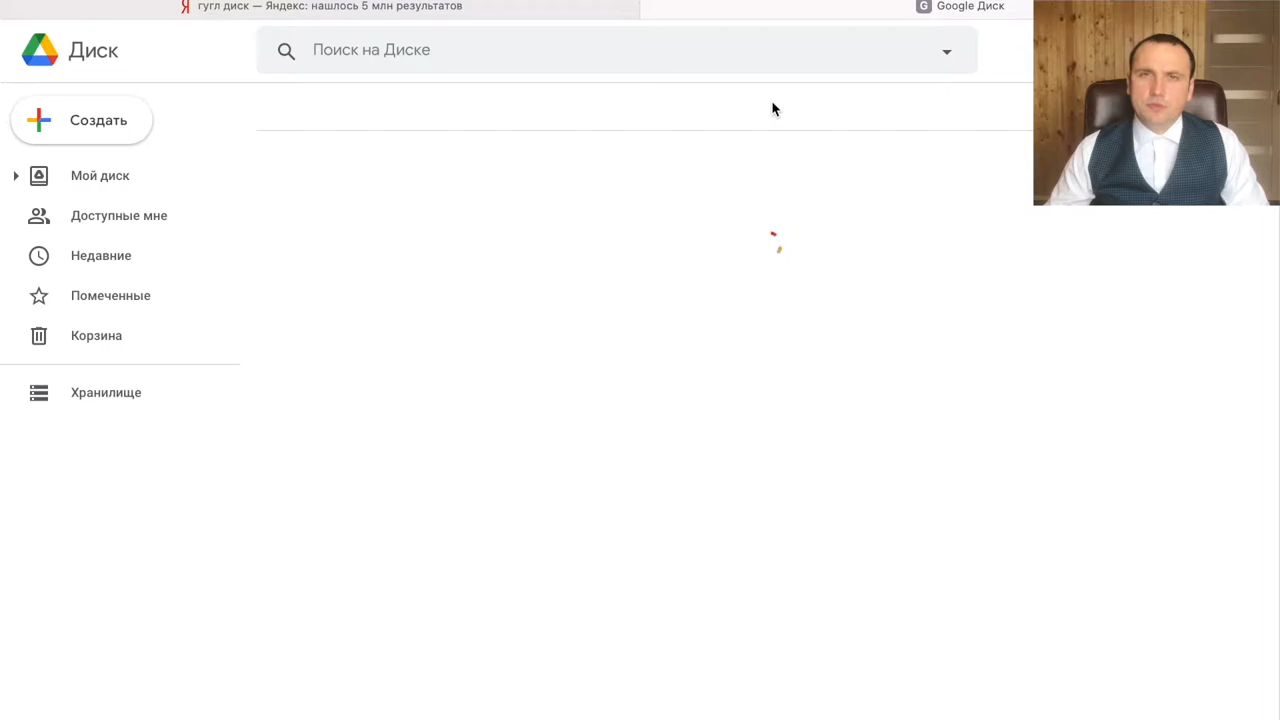 Я гугл диск — Яндекс: нашлось 5 млн результатов
G Google Диск
Диск
Поиск на Диске
Создать
Мой диск
Доступные мне
Недавние
Помеченные
Корзина
Хранилище